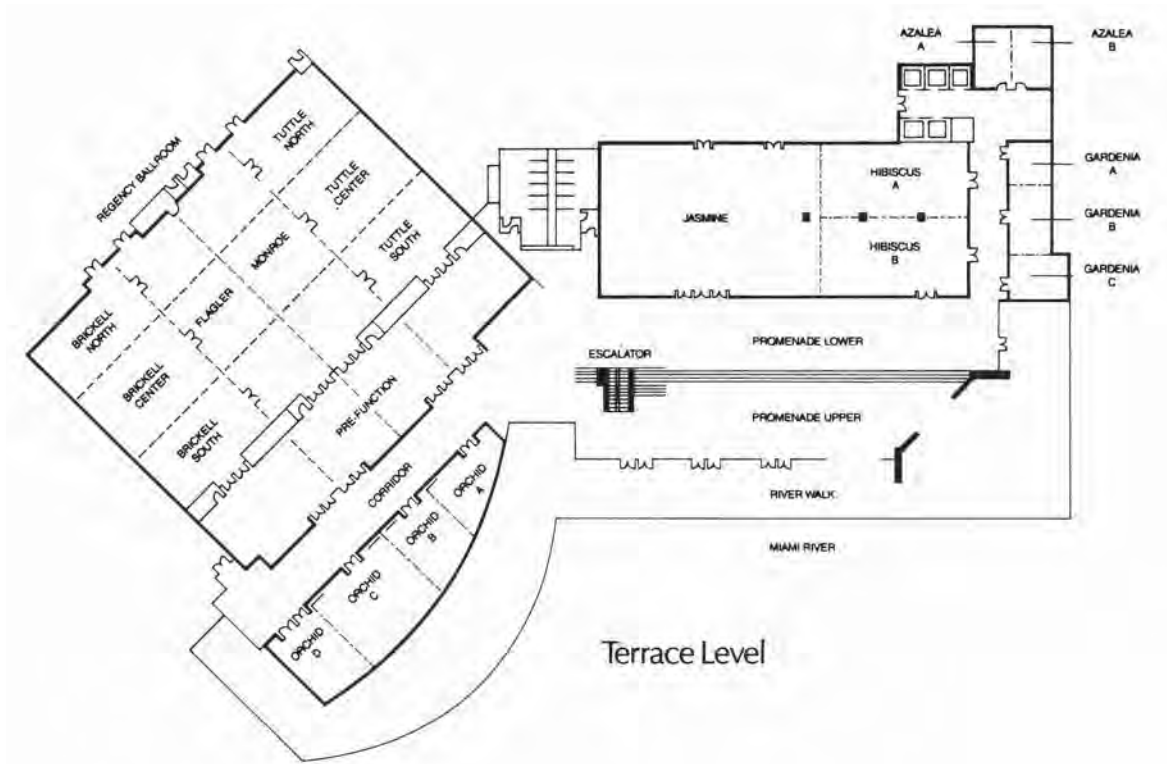 AZALEA
A
AZALEA
B
REGENCY BALLROOM
TUTTLE
NORTH
TUTTLE
CENTER
TUTTLE
SOUTH
MONROE
FLAGLER
BRICKELL
NORTH
BRICKELL
CENTER
BRICKELL
SOUTH
PRE-FUNCTION
CORRIDOR
ORCHID
A
ORCHID
B
ORCHID
C
ORCHID
D
JASMINE
HIBISCUS
A
HIBISCUS
B
GARDENIA
A
GARDENIA
B
GARDENIA
C
PROMENADE LOWER
ESCALATOR
PROMENADE UPPER
RIVER WALK
MIAMI RIVER
Terrace Level